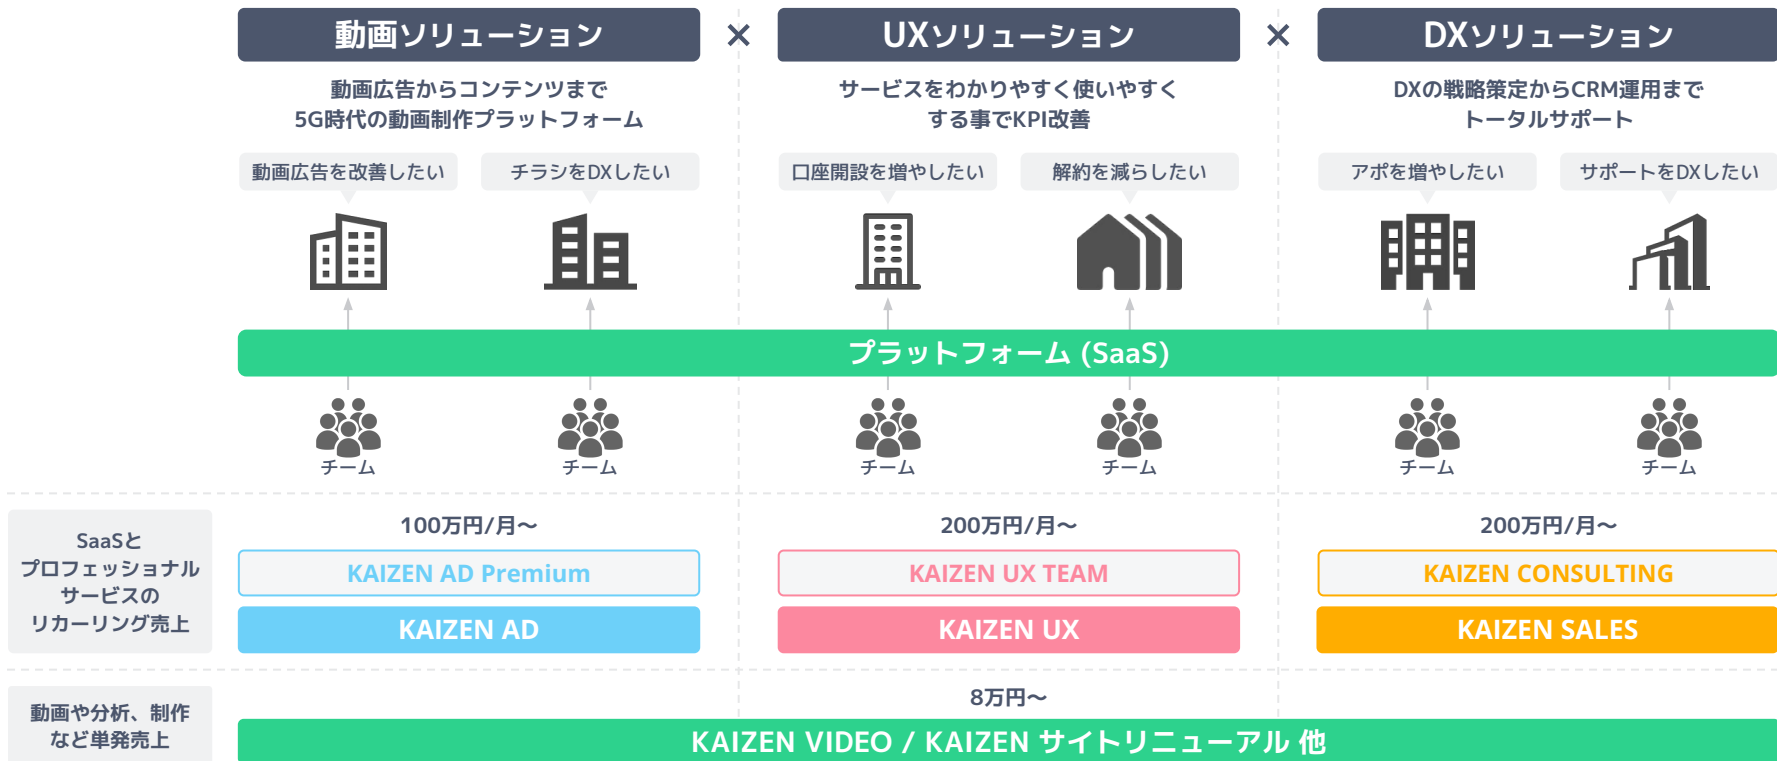 動画ソリューション
×
UXソリューション
×
DXソリューション
動画広告からコンテンツまで
5G時代の動画制作プラットフォーム
サービスをわかりやすく使いやすく
する事でKPI改善
DXの戦略策定からCRM運用まで
トータルサポート
動画広告を改善したい
チラシをDXしたい
口座開設を増やしたい
解約を減らしたい
アポを増やしたい
サポートをDXしたい
プラットフォーム (SaaS)
チーム
チーム
チーム
チーム
チーム
チーム
SaaSと
プロフェッショナル
サービスの
リカーリング売上
100万円/月〜
KAIZEN AD Premium
KAIZEN AD
200万円/月〜
KAIZEN UX TEAM
KAIZEN UX
200万円/月〜
KAIZEN CONSULTING
KAIZEN SALES
動画や分析、制作
など単発売上
8万円〜
KAIZEN VIDEO / KAIZEN サイトリニューアル 他